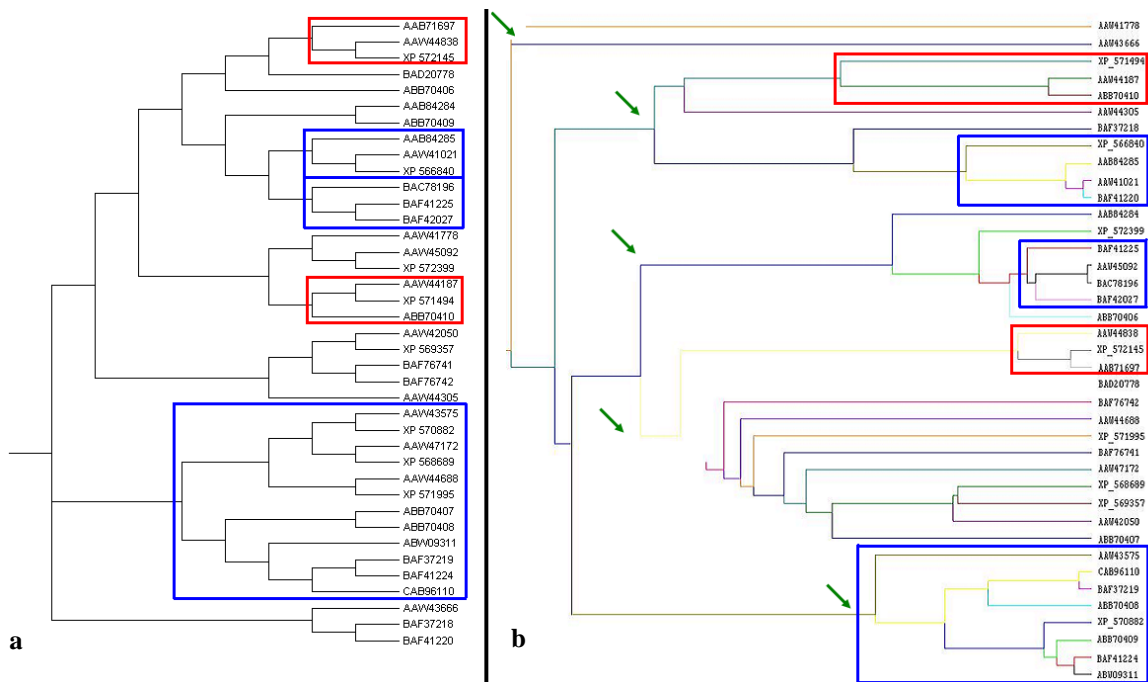 AAB71697
AAW44838
XP 572145
BAD20778
ABB70406
AAB84284
ABB70409
AAB84285
AAW41021
XP 566840
BAC78196
BAF41225
BAF42027
AAW41778
AAW45092
XP 572399
AAW44187
XP 571494
ABB70410
AAW42050
XP 569357
BAF76741
BAF76742
AAW44305
AAW43575
XP 570882
AAW47172
XP 568689
AAW44688
XP 571995
ABB70407
ABB70408
ABW09311
BAF37219
BAF41224
CAB96110
AAW43666
BAF37218
BAF41220
a
AAW41778
AAW43666
XP_571494
AAW44187
ABB70410
AAW44305
BAF37218
XP_566840
AAB84285
AAW41021
BAF41220
AAB84284
XP_572399
BAF41225
AAW45092
BAC78196
BAF42027
ABB70406
AAW44838
XP_572145
AAB71697
BAD20778
BAF76742
AAW44688
XP_571995
BAF76741
AAW47172
XP_568689
XP_569357
AAW42050
ABB70407
AAW43575
CAB96110
BAF37219
ABB70408
XP_570882
ABB70409
BAF41224
ABW09311
b